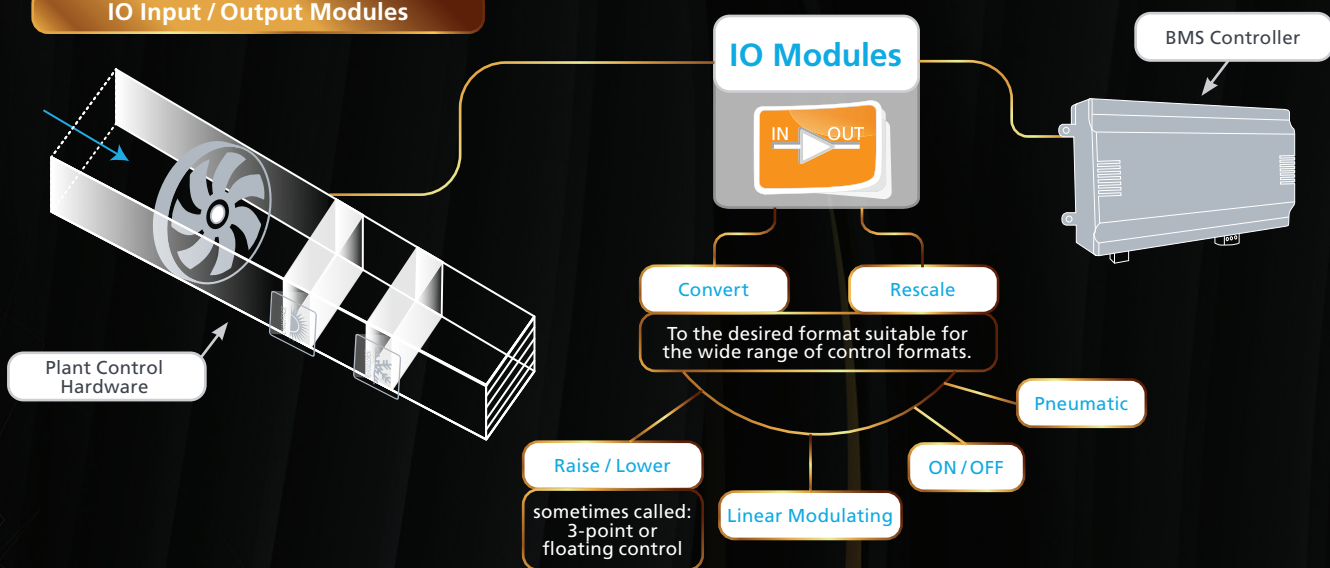 IO Input / Output Modules
IO Modules
IN OUT
BMS Controller
Plant Control
Hardware
Convert
Rescale
To the desired format suitable for
the wide range of control formats.
Raise / Lower
sometimes called:
3-point or
floating control
Linear Modulating
ON / OFF
Pneumatic